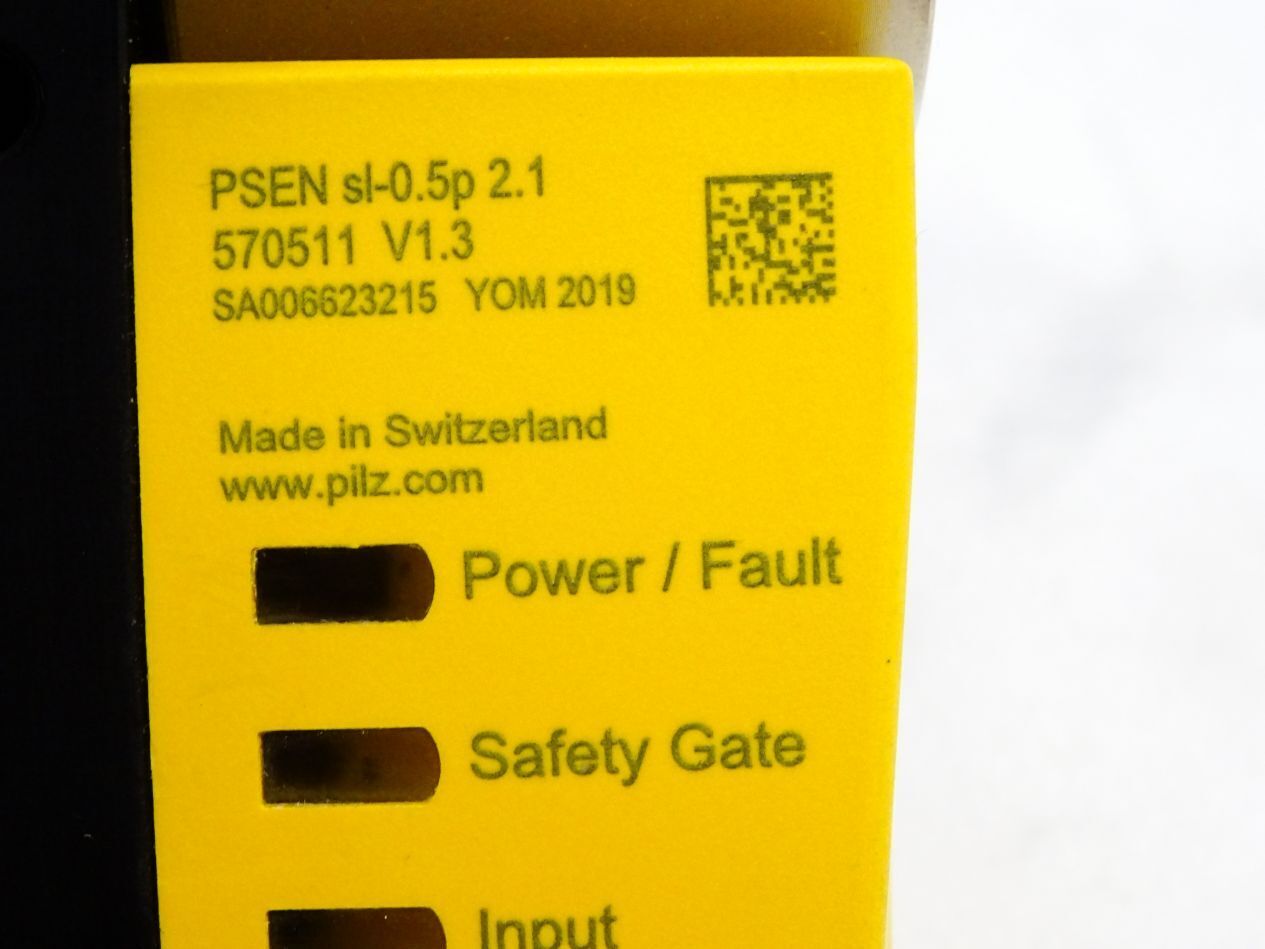 PSEN sl-0.5p 2.1
570511 V1.3
SA006623215 YOM 2019
Made in Switzerland
www.pilz.com
Power / Fault
Safety Gate
Input